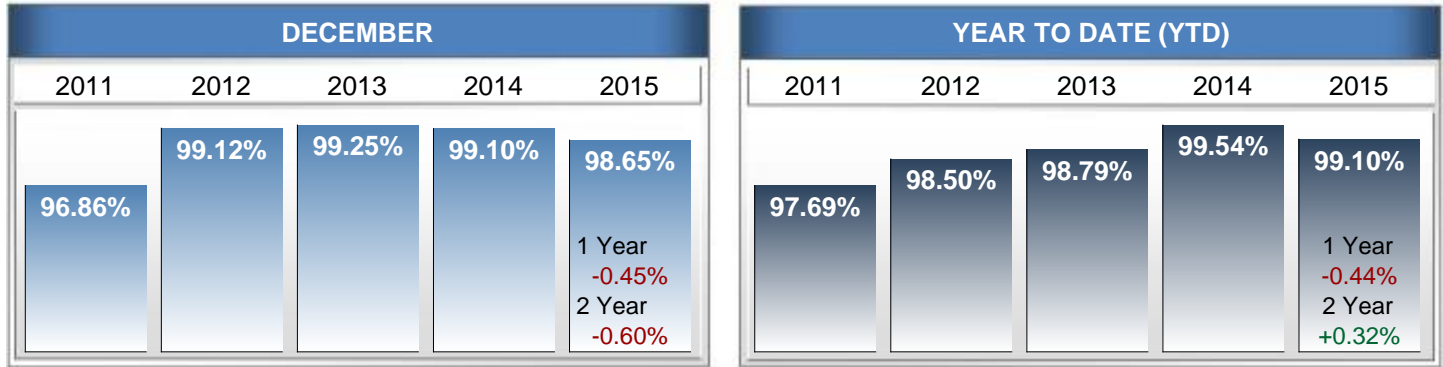 DECEMBER
2011 2012 2013 2014 2015
96.86% 99.12% 99.25% 99.10% 98.65%
1 Year
-0.45%
2 Year
-0.60%
YEAR TO DATE (YTD)
2011 2012 2013 2014 2015
97.69% 98.50% 98.79% 99.54% 99.10%
1 Year
-0.44%
2 Year
+0.32%